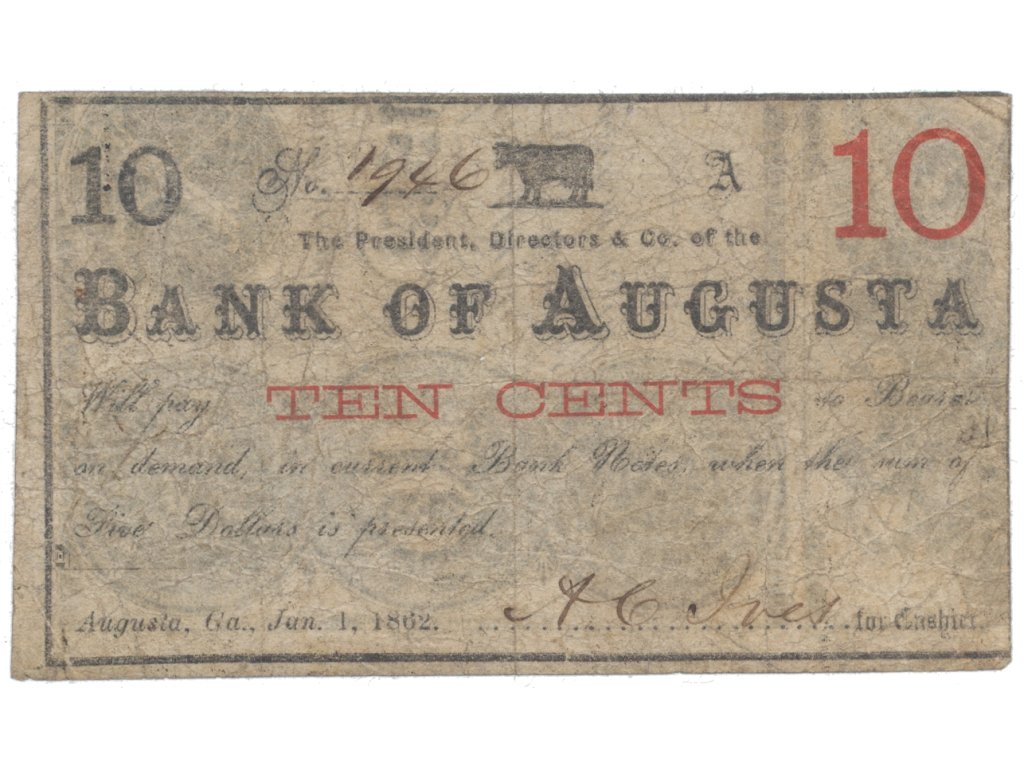 10 No. 1946 A 10
The President, Directors & Co. of the
BANK OF AUGUSTA
Will pay TEN CENTS to Bearer
on demand, in current Bank Notes, when the sum of
Five Dollars is presented.
Augusta, Ga., Jan. 1, 1862. A C Ives for Cashier.